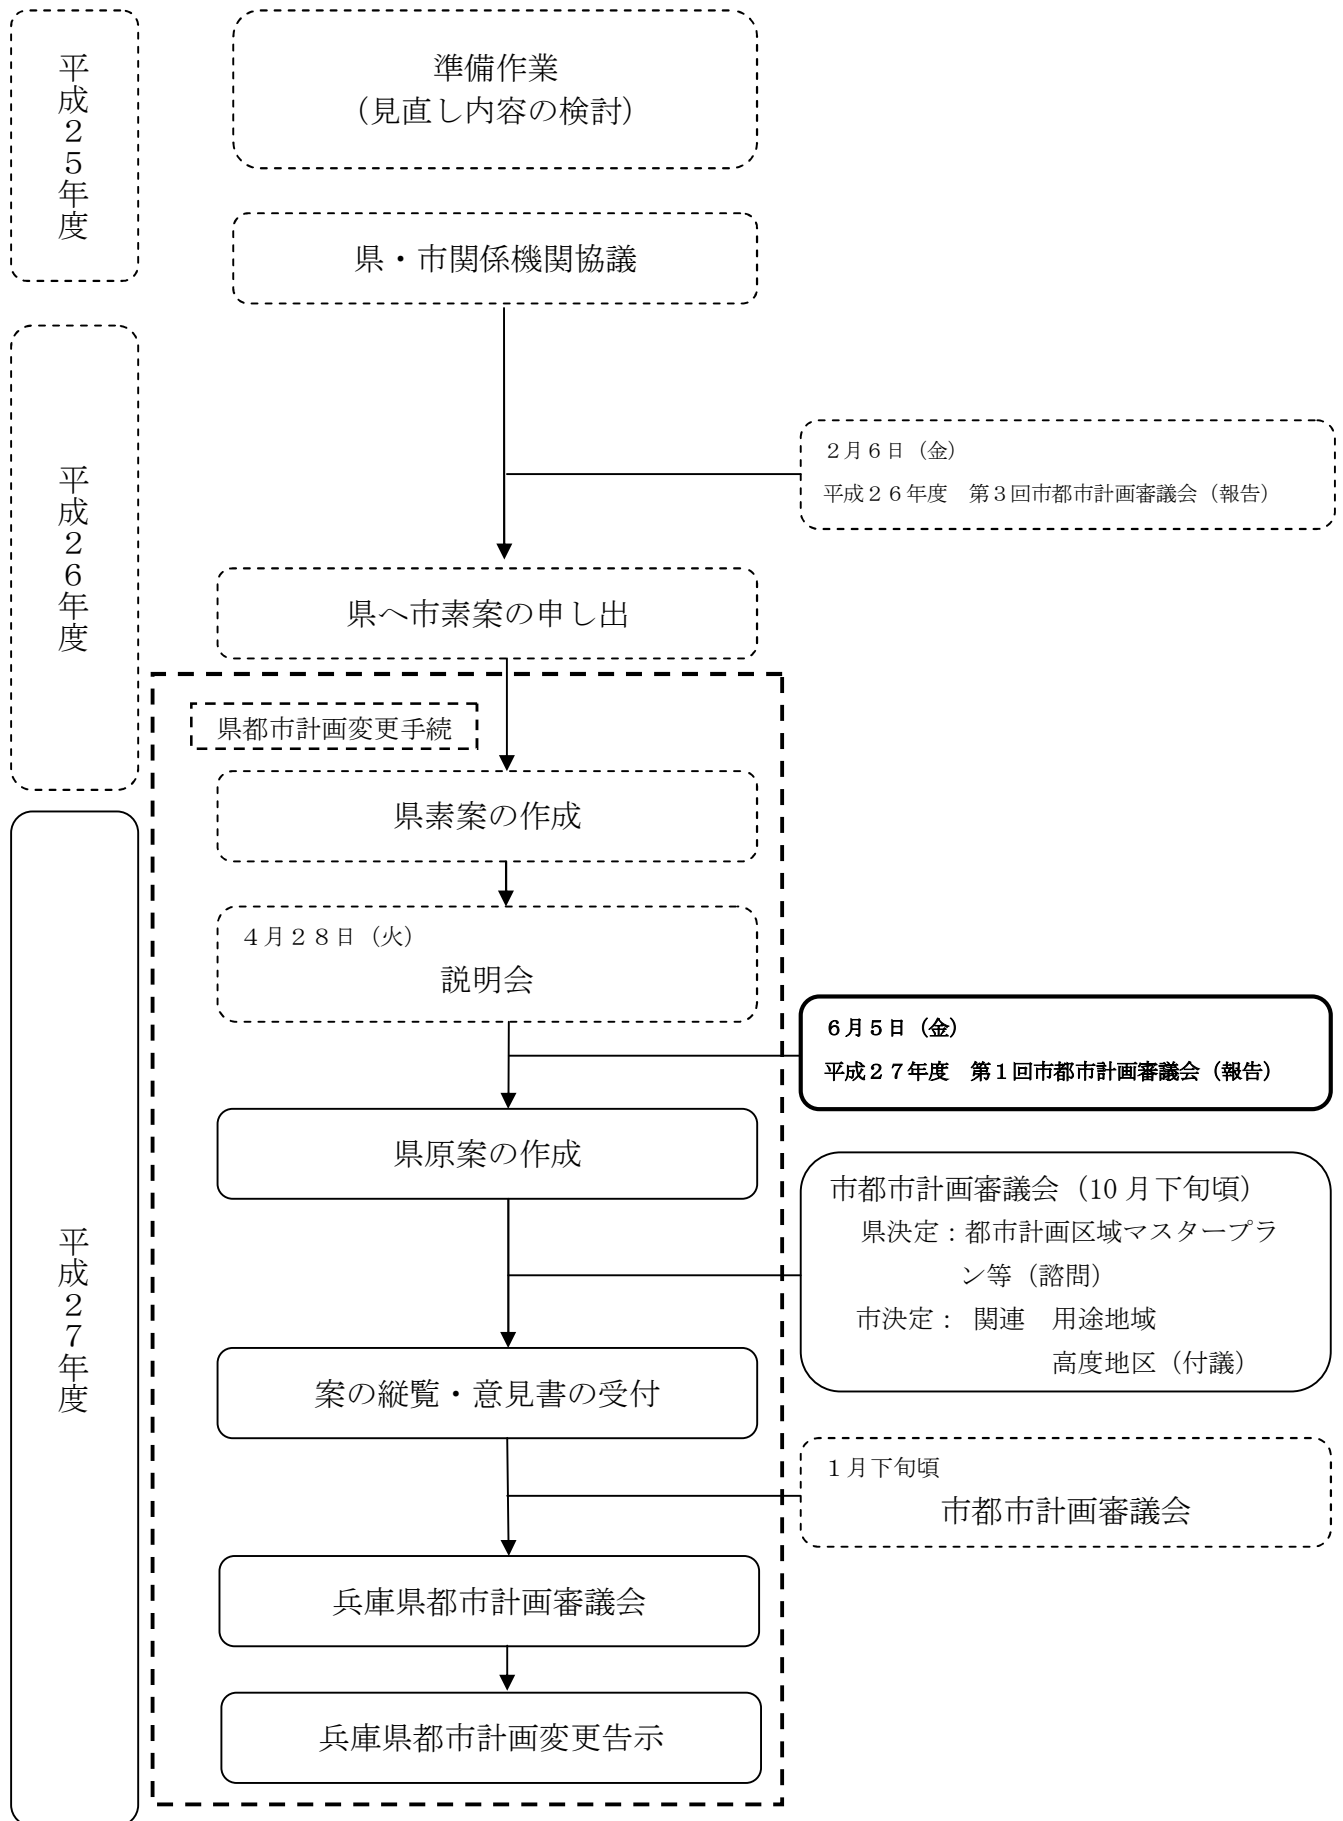 平成２５年度
準備作業
（見直し内容の検討）
県・市関係機関協議
平成２６年度
２月６日（金）
平成２６年度　第３回市都市計画審議会（報告）
県へ市素案の申し出
県都市計画変更手続
県素案の作成
平成２７年度
４月２８日（火）
説明会
６月５日（金）
平成２７年度　第１回市都市計画審議会（報告）
県原案の作成
市都市計画審議会（10 月下旬頃）
県決定：都市計画区域マスタープラ
ン等（諮問）
市決定：　関連　用途地域
高度地区（付議）
案の縦覧・意見書の受付
１月下旬頃
市都市計画審議会
兵庫県都市計画審議会
兵庫県都市計画変更告示